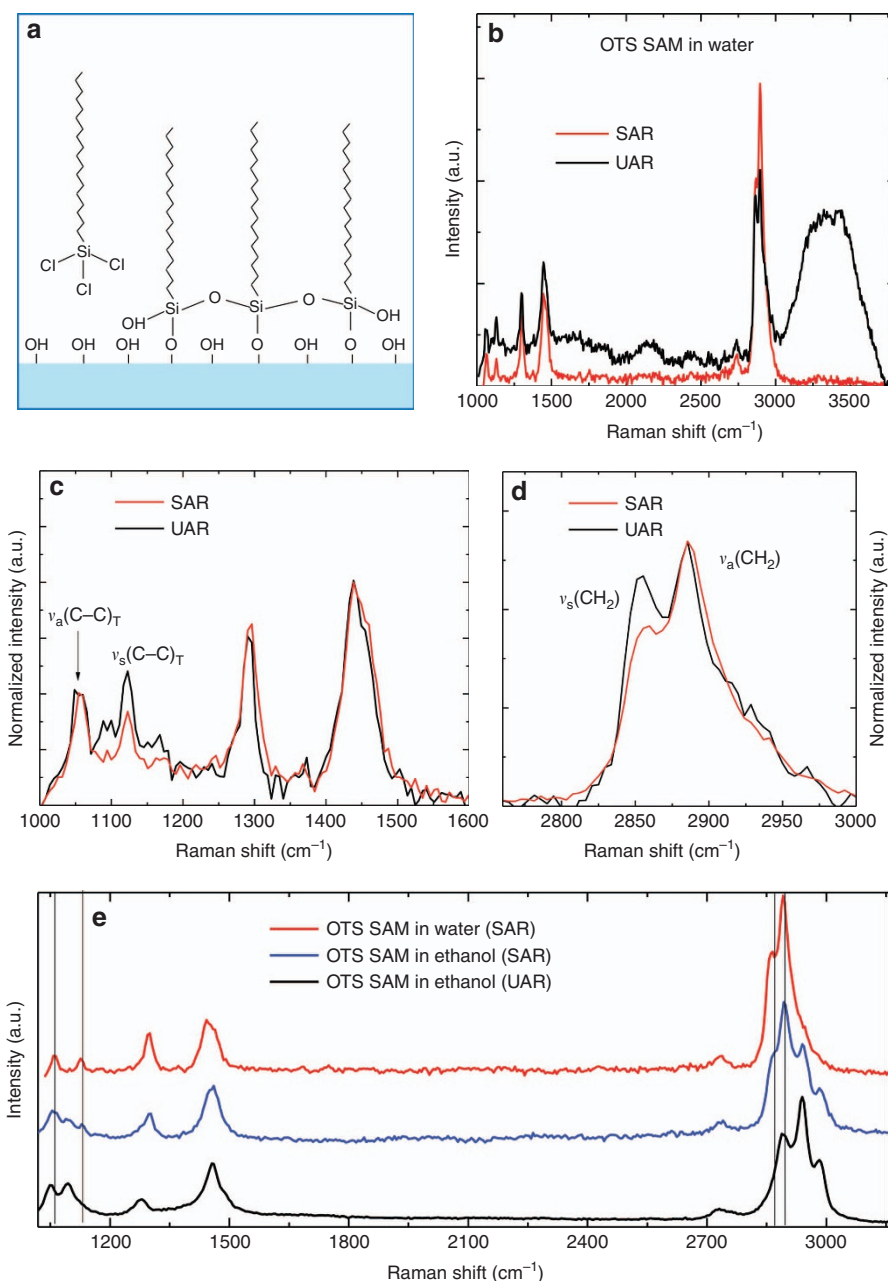 a
Si
Cl
Cl
Cl
Si
O
Si
O
Si
OH
OH
OH
OH
OH
O
OH
O
OH
O
OH
b
OTS SAM in water
SAR
UAR
Intensity (a.u.)
1000 1500 2000 2500 3000 3500
Raman shift (cm⁻¹)
c
SAR
UAR
νa(C–C)T
νs(C–C)T
Normalized intensity (a.u.)
1000 1100 1200 1300 1400 1500 1600
Raman shift (cm⁻¹)
d
SAR
UAR
νs(CH2)
νa(CH2)
Normalized intensity (a.u.)
2800 2850 2900 2950 3000
Raman shift (cm⁻¹)
e
OTS SAM in water (SAR)
OTS SAM in ethanol (SAR)
OTS SAM in ethanol (UAR)
Intensity (a.u.)
1200 1500 1800 2100 2400 2700 3000
Raman shift (cm⁻¹)